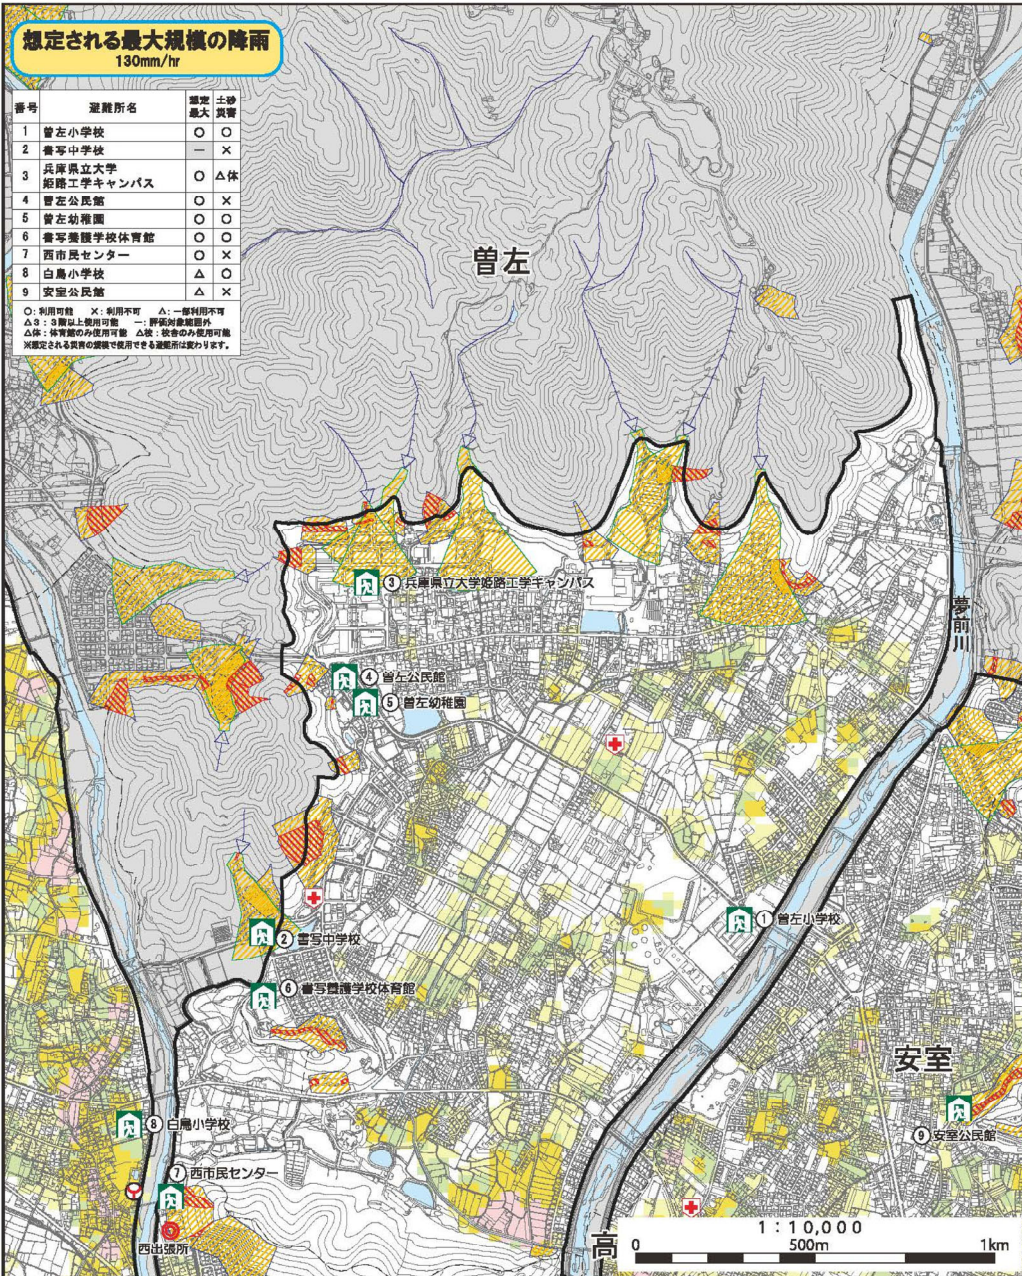 想定される最大規模の降雨
130mm/hr
番号 避難所名 想定最大 土砂災害
1 曽左小学校 ○ ○
2 書写中学校 － ×
3 兵庫県立大学姫路工学キャンパス ○ △体
4 曽左公民館 ○ ×
5 曽左幼稚園 ○ ○
6 書写養護学校体育館 ○ ○
7 西市民センター ○ ×
8 白鳥小学校 △ ○
9 安室公民館 △ ×
○：利用可能　×：利用不可　△：一部利用不可
△3：3階以上使用可能　－：評価対象範囲外
△体：体育館のみ使用可能　△校：校舎のみ使用可能
※想定される災害の規模で使用できる避難所は変わります。
曽左
③兵庫県立大学姫路工学キャンパス
夢前川
④曽左公民館
⑤曽左幼稚園
①曽左小学校
②書写中学校
⑥書写養護学校体育館
安室
⑧白鳥小学校
⑨安室公民館
⑦西市民センター
西出張所
高
1:10,000
0 500m 1km